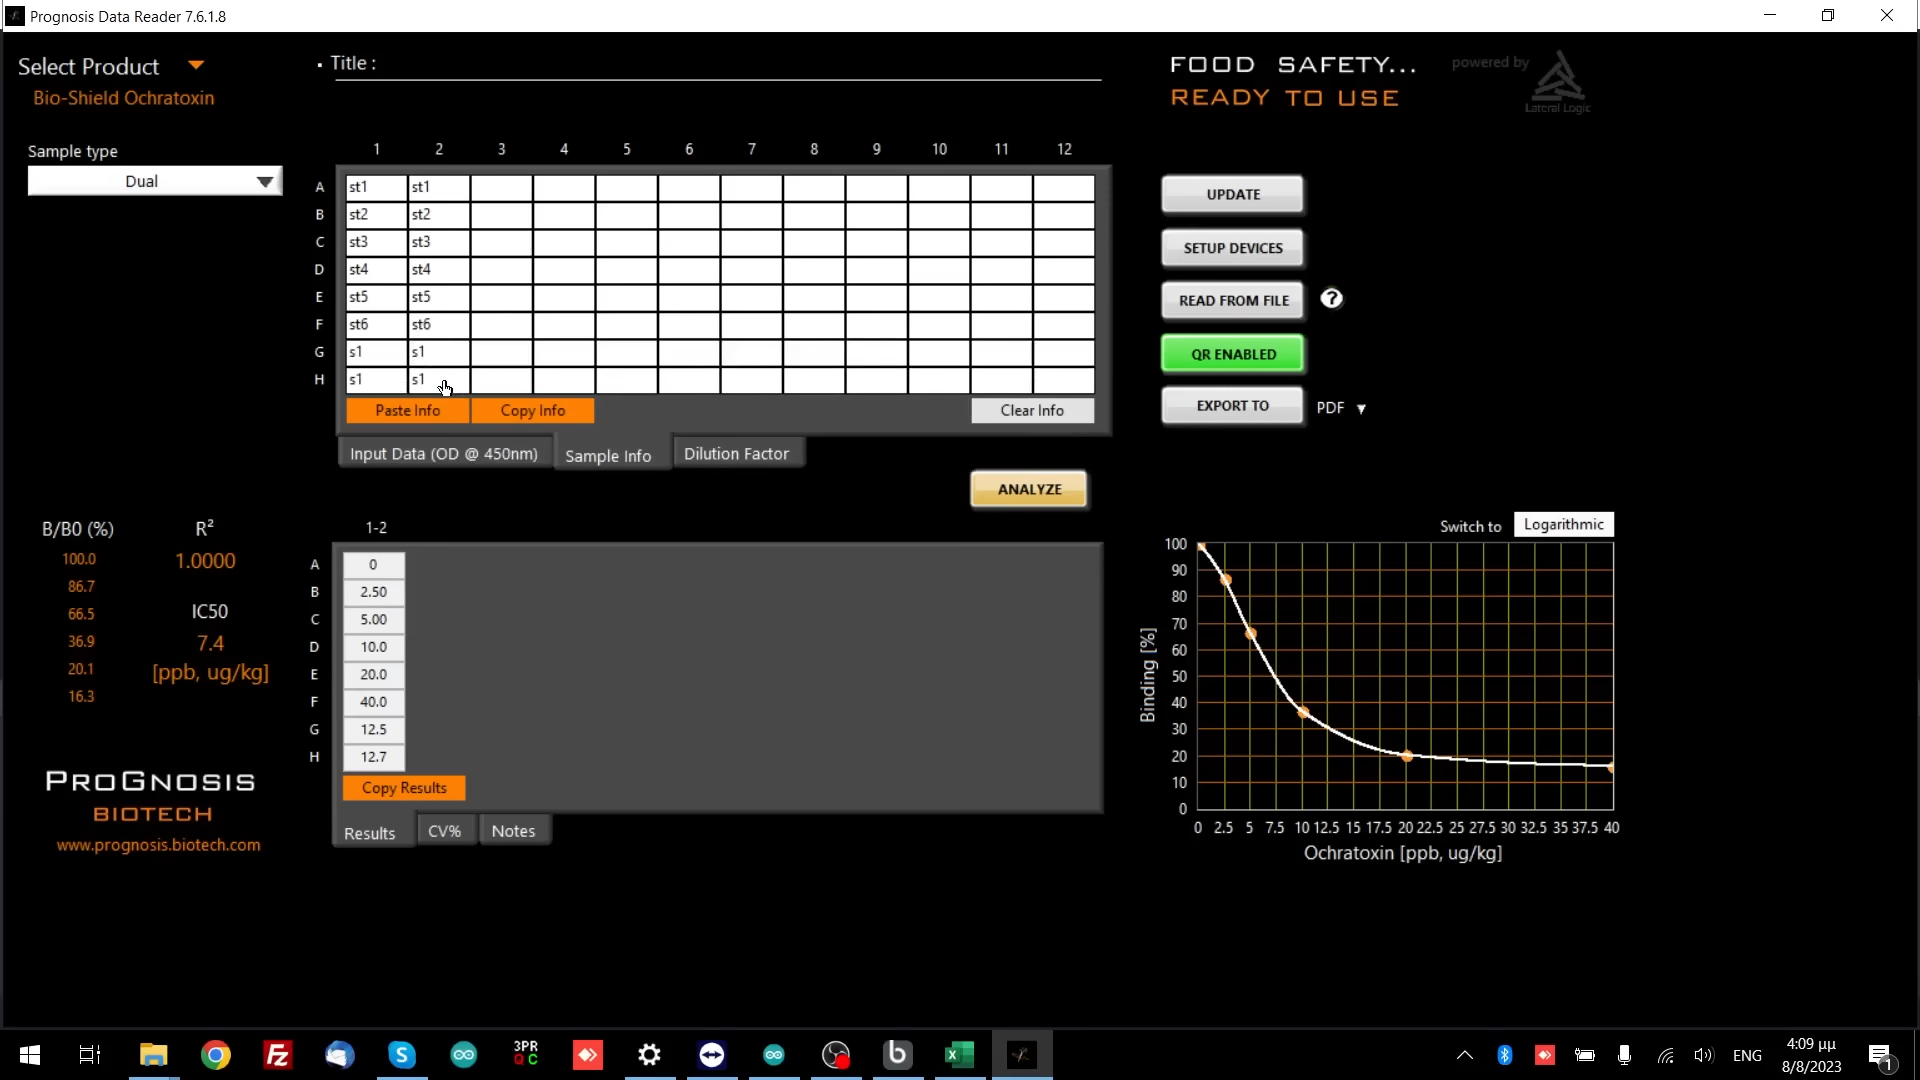 Prognosis Data Reader 7.6.1.8
Select Product
Bio-Shield Ochratoxin
Title :
FOOD SAFETY...
READY TO USE
powered by
Lateral Logic
Sample type
Dual
1 2 3 4 5 6 7 8 9 10 11 12
A st1 st1
B st2 st2
C st3 st3
D st4 st4
E st5 st5
F st6 st6
G s1 s1
H s1 s1
Paste Info Copy Info Clear Info
Input Data (OD @ 450nm) Sample Info Dilution Factor
UPDATE
SETUP DEVICES
READ FROM FILE ?
QR ENABLED
EXPORT TO PDF
ANALYZE
B/B0 (%)
100.0
86.7
66.5
36.9
20.1
16.3
R²
1.0000
IC50
7.4
[ppb, ug/kg]
1-2
A 0
B 2.50
C 5.00
D 10.0
E 20.0
F 40.0
G 12.5
H 12.7
Copy Results
Results CV% Notes
Switch to Logarithmic
100
90
80
70
60
50
40
30
20
10
0
Binding [%]
0 2.5 5 7.5 10 12.5 15 17.5 20 22.5 25 27.5 30 32.5 35 37.5 40
Ochratoxin [ppb, ug/kg]
PROGNOSIS
BIOTECH
www.prognosis.biotech.com
Fz
S
3PR
Q C
b
ENG
4:09 μμ
8/8/2023
1